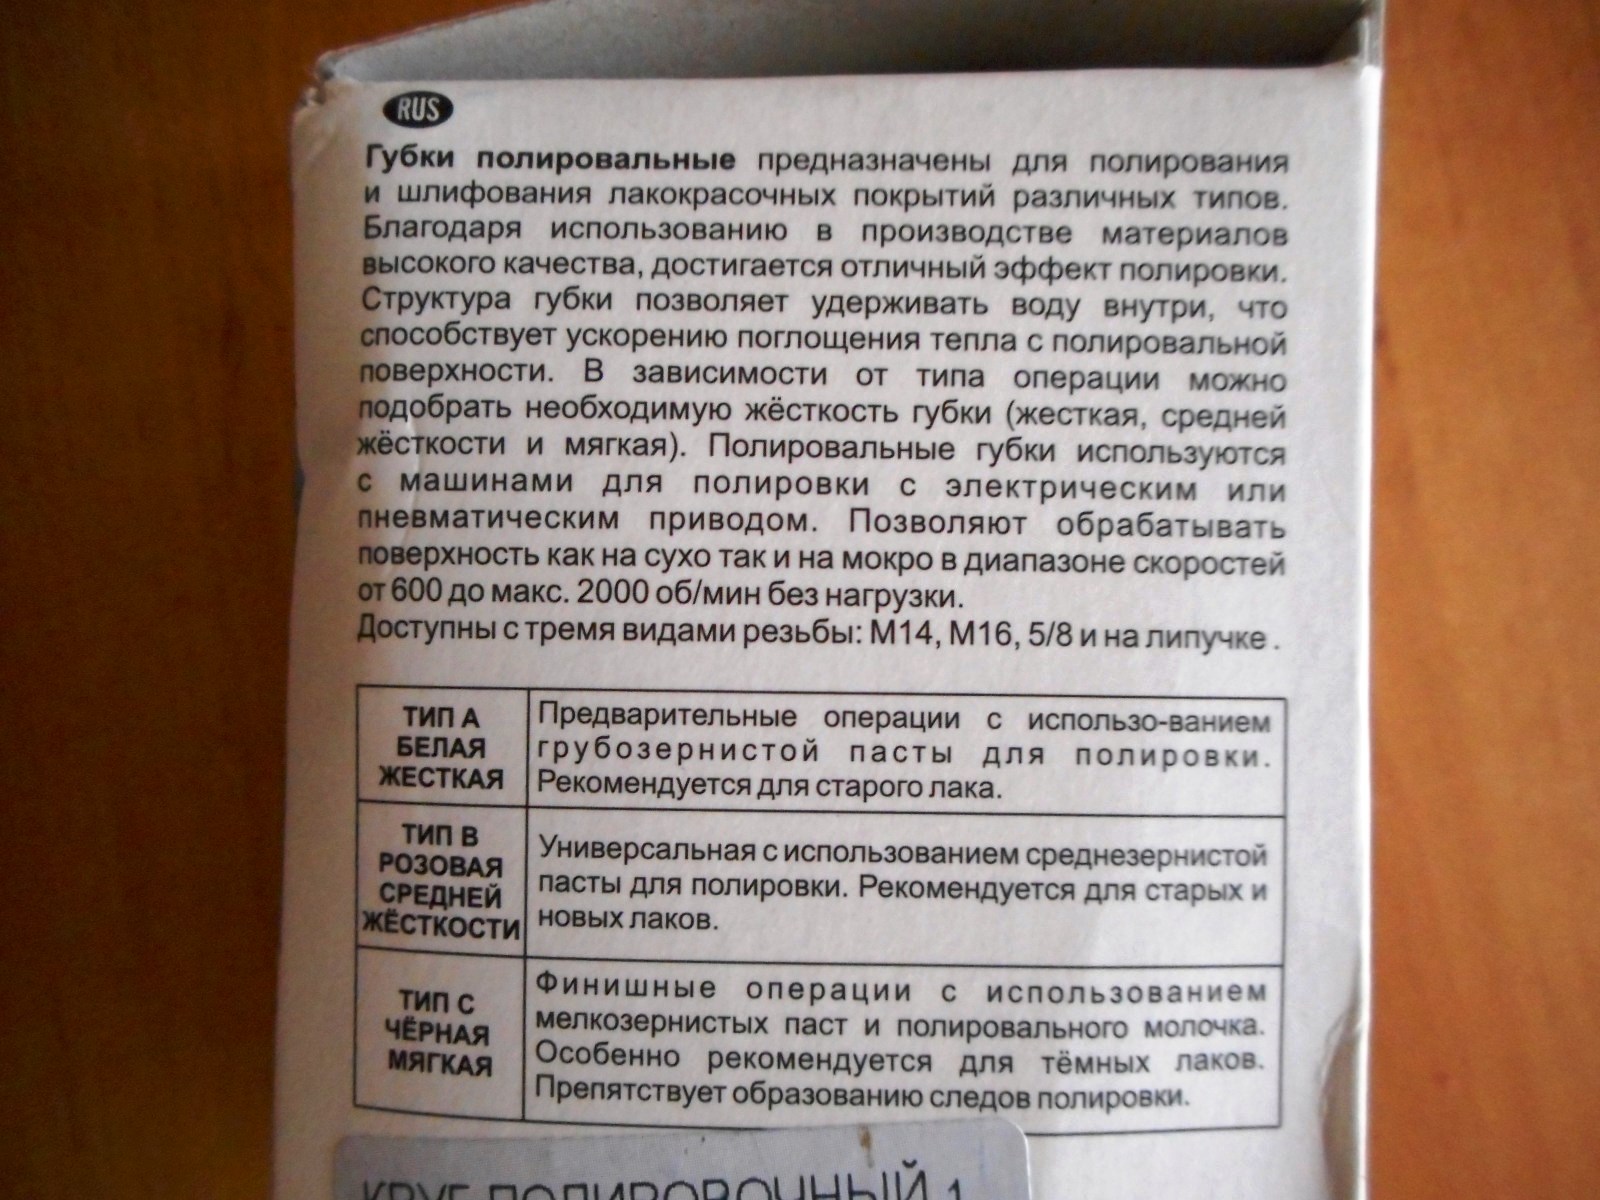 RUS
Губки полировальные предназначены для полирования
и шлифования лакокрасочных покрытий различных типов.
Благодаря использованию в производстве материалов
высокого качества, достигается отличный эффект полировки.
Структура губки позволяет удерживать воду внутри, что
способствует ускорению поглощения тепла с полировальной
поверхности. В зависимости от типа операции можно
подобрать необходимую жёсткость губки (жесткая, средней
жёсткости и мягкая). Полировальные губки используются
с машинами для полировки с электрическим или
пневматическим приводом. Позволяют обрабатывать
поверхность как на сухо так и на мокро в диапазоне скоростей
от 600 до макс. 2000 об/мин без нагрузки.
Доступны с тремя видами резьбы: М14, М16, 5/8 и на липучке .
ТИП А
БЕЛАЯ
ЖЕСТКАЯ
Предварительные операции с использо-ванием
грубозернистой пасты для полировки.
Рекомендуется для старого лака.
ТИП В
РОЗОВАЯ
СРЕДНЕЙ
ЖЁСТКОСТИ
Универсальная с использованием среднезернистой
пасты для полировки. Рекомендуется для старых и
новых лаков.
ТИП С
ЧЁРНАЯ
МЯГКАЯ
Финишные операции с использованием
мелкозернистых паст и полировального молочка.
Особенно рекомендуется для тёмных лаков.
Препятствует образованию следов полировки.
КРУГ ПОЛИРОВОЧНЫЙ 1